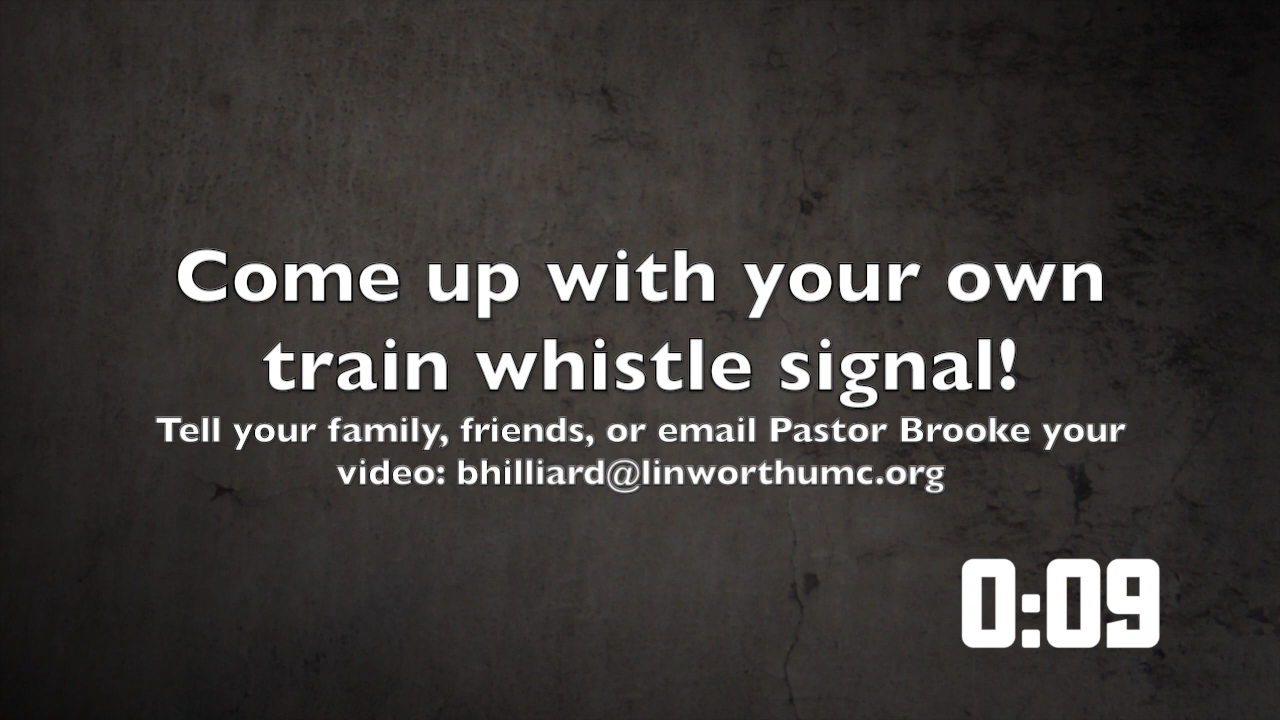 Come up with your own
train whistle signal!
Tell your family, friends, or email Pastor Brooke your
video: bhilliard@linworthumc.org
0:09